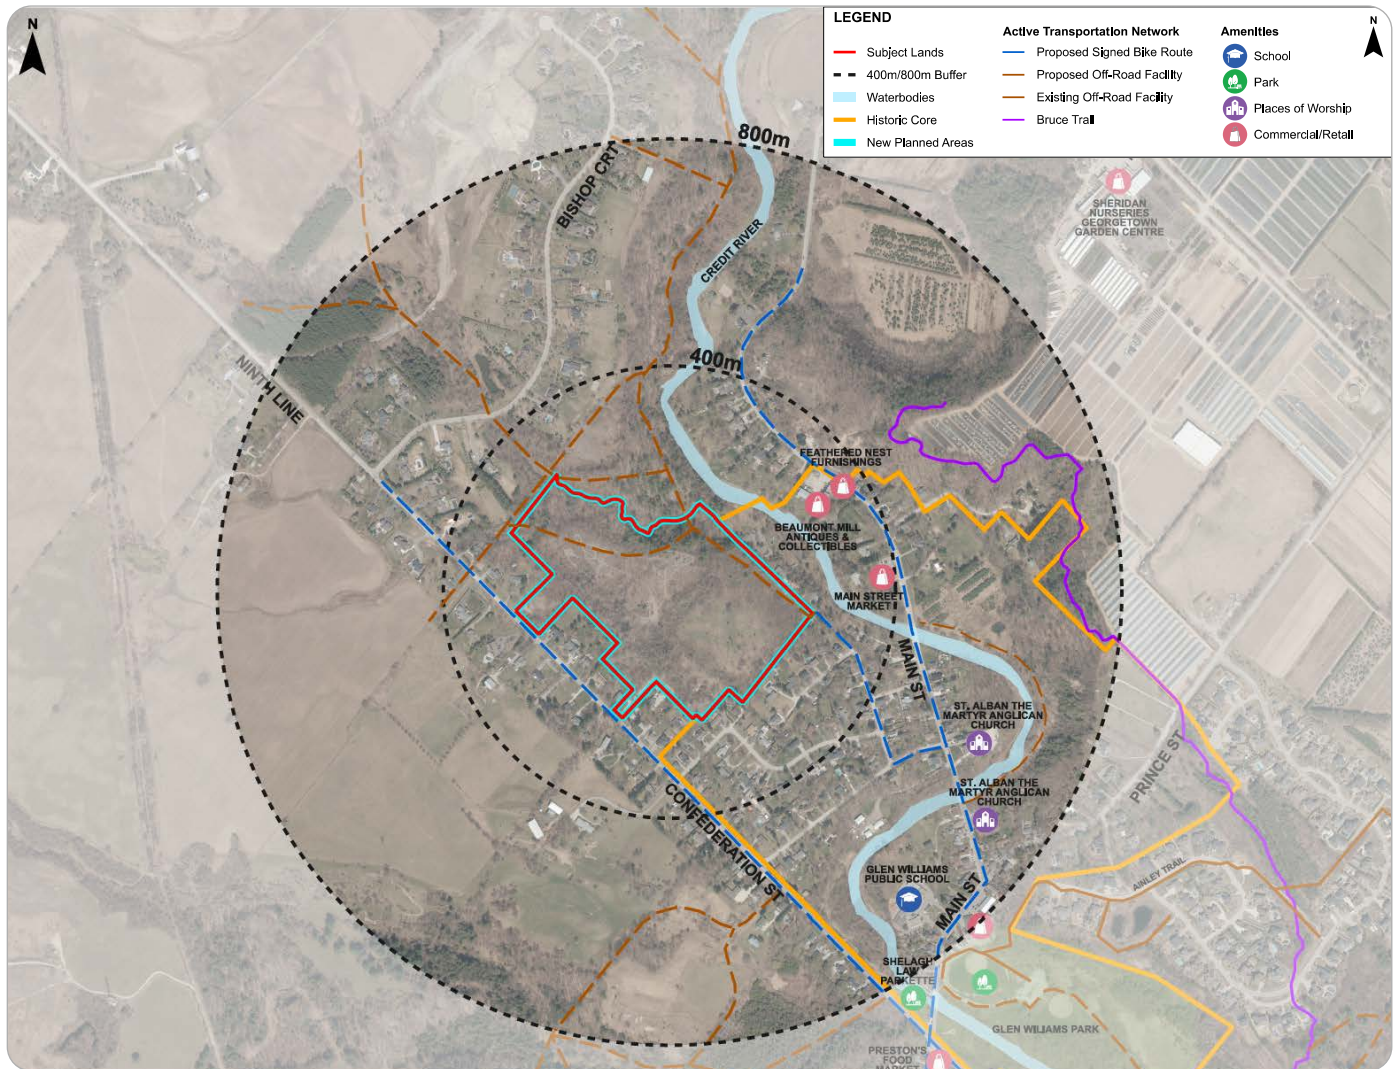 N
LEGEND
Subject Lands
400m/800m Buffer
Waterbodies
Historic Core
New Planned Areas
Active Transportation Network
Proposed Signed Bike Route
Proposed Off-Road Facility
Existing Off-Road Facility
Bruce Trail
Amenities
School
Park
Places of Worship
Commercial/Retail
N
800m
BISHOP CRT
CREDIT RIVER
SHERIDAN
NURSERIES
GEORGETOWN
GARDEN CENTRE
400m
NINTH LINE
FEATHERED NEST
FURNISHINGS
BEAUMONT MILL
ANTIQUES &
COLLECTIBLES
MAIN STREET
MARKET
MAIN ST
ST. ALBAN THE
MARTYR ANGLICAN
CHURCH
PRINCE ST
ST. ALBAN THE
MARTYR ANGLICAN
CHURCH
CONFEDERATION ST
GLEN WILLIAMS
PUBLIC SCHOOL
AINLEY TRAIL
MAIN ST
SHELAGH
LAW
PARKETTE
GLEN WILIAMS PARK
PRESTON'S
FOOD
MARKET